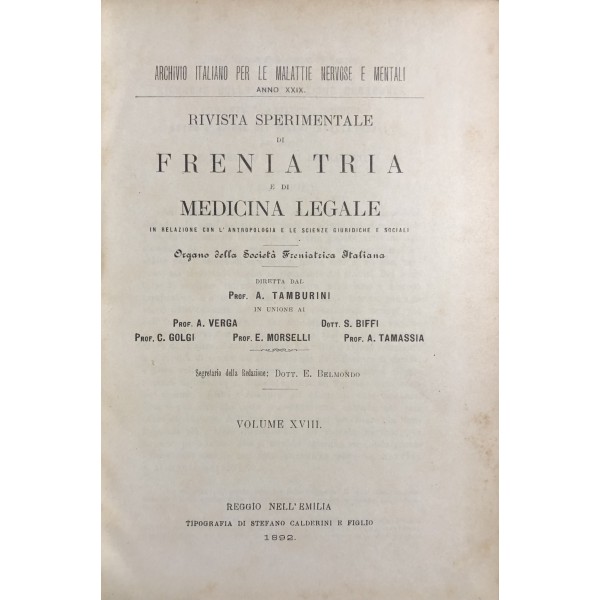 ARCHIVIO ITALIANO PER LE MALATTIE NERVOSE E MENTALI
ANNO XXIX.
RIVISTA SPERIMENTALE
DI
FRENIATRIA
E DI
MEDICINA LEGALE
IN RELAZIONE CON L'ANTROPOLOGIA E LE SCIENZE GIURIDICHE E SOCIALI
Organo della Società Freniatrica Italiana
DIRETTA DAL
PROF. A. TAMBURINI
IN UNIONE AI
PROF. A. VERGA DOTT. S. BIFFI
PROF. C. GOLGI PROF. E. MORSELLI PROF. A. TAMASSIA
Segretario della Redazione: DOTT. E. BELMONDO
VOLUME XVIII.
REGGIO NELL'EMILIA
TIPOGRAFIA DI STEFANO CALDERINI E FIGLIO
1892.